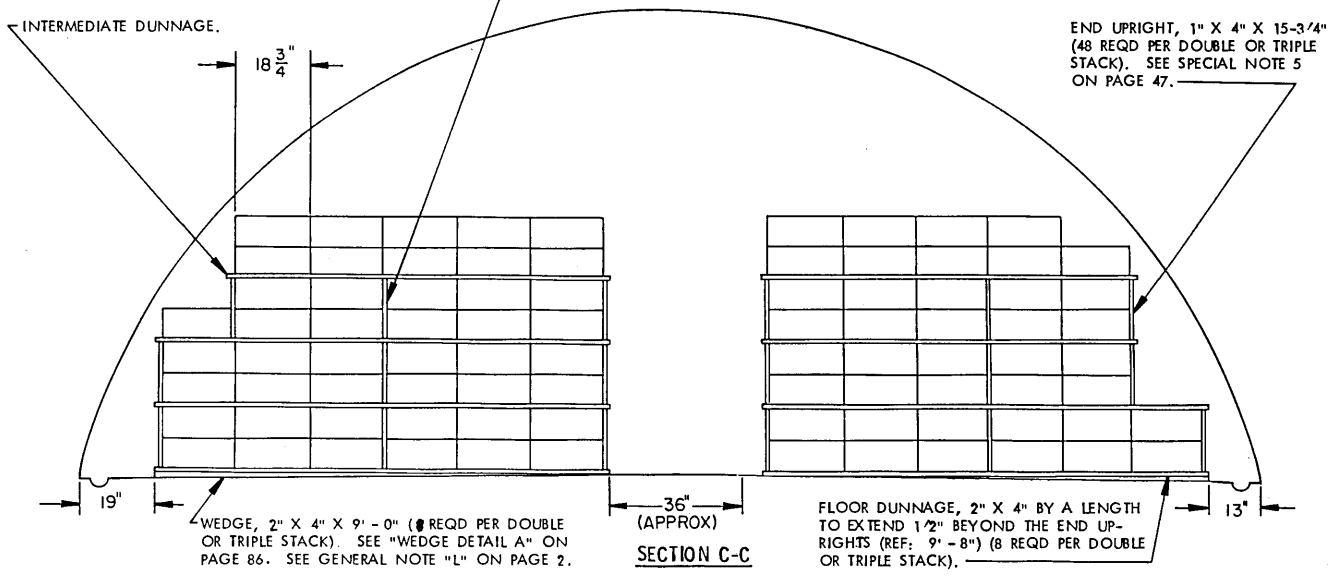 INTERMEDIATE DUNNAGE.
18 3/4"
END UPRIGHT, 1" X 4" X 15-3/4"
(48 REQD PER DOUBLE OR TRIPLE
STACK). SEE SPECIAL NOTE 5
ON PAGE 47.
19"
WEDGE, 2" X 4" X 9' - 0" ( REQD PER DOUBLE
OR TRIPLE STACK). SEE "WEDGE DETAIL A" ON
PAGE 86. SEE GENERAL NOTE "L" ON PAGE 2.
36"
(APPROX)
SECTION C-C
FLOOR DUNNAGE, 2" X 4" BY A LENGTH
TO EXTEND 1/2" BEYOND THE END UP-
RIGHTS (REF: 9' - 8") (8 REQD PER DOUBLE
OR TRIPLE STACK).
13"